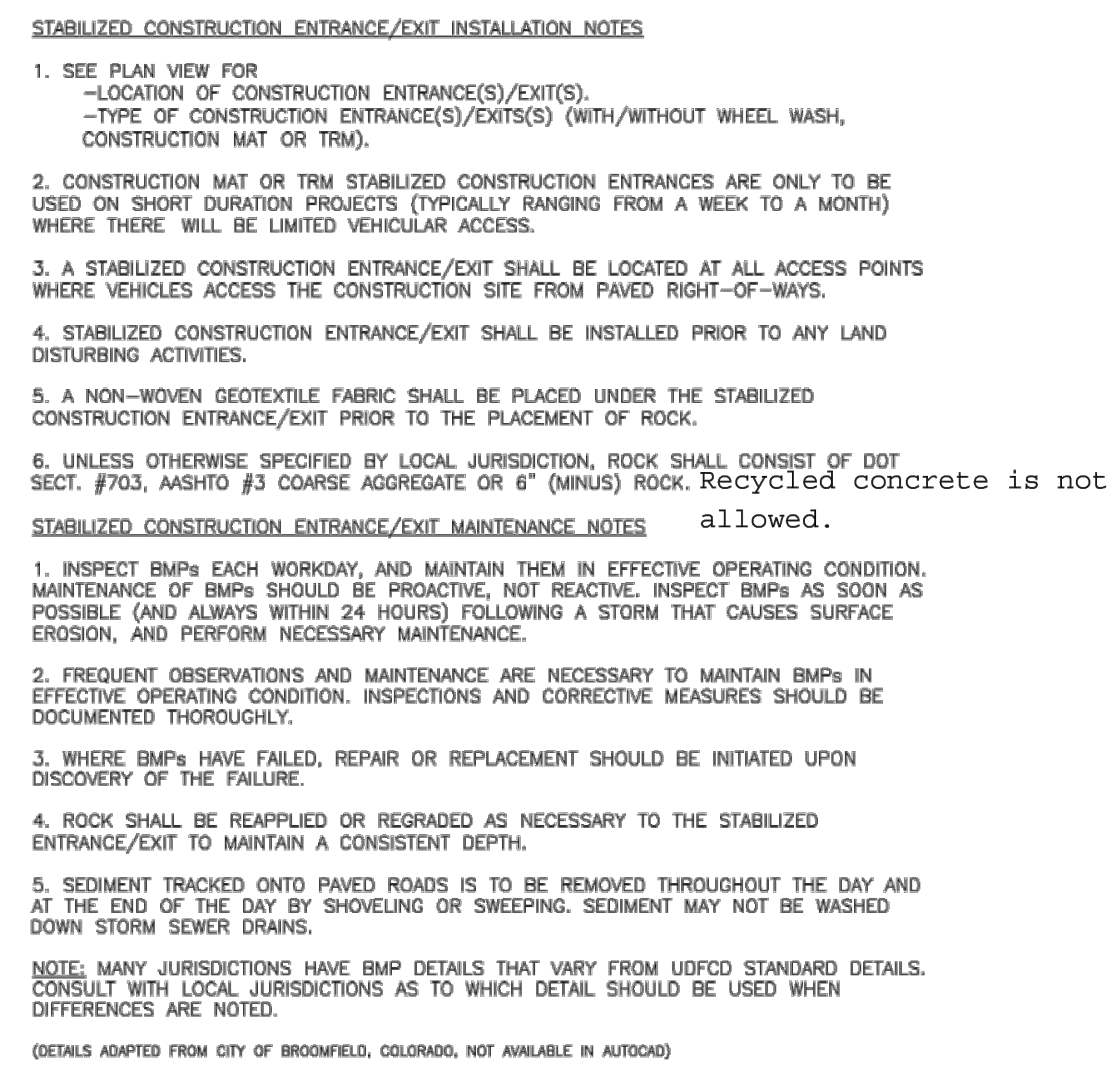 STABILIZED CONSTRUCTION ENTRANCE/EXIT INSTALLATION NOTES
1. SEE PLAN VIEW FOR
–LOCATION OF CONSTRUCTION ENTRANCE(S)/EXIT(S).
–TYPE OF CONSTRUCTION ENTRANCE(S)/EXITS(S) (WITH/WITHOUT WHEEL WASH,
CONSTRUCTION MAT OR TRM).
2. CONSTRUCTION MAT OR TRM STABILIZED CONSTRUCTION ENTRANCES ARE ONLY TO BE
USED ON SHORT DURATION PROJECTS (TYPICALLY RANGING FROM A WEEK TO A MONTH)
WHERE THERE WILL BE LIMITED VEHICULAR ACCESS.
3. A STABILIZED CONSTRUCTION ENTRANCE/EXIT SHALL BE LOCATED AT ALL ACCESS POINTS
WHERE VEHICLES ACCESS THE CONSTRUCTION SITE FROM PAVED RIGHT–OF–WAYS.
4. STABILIZED CONSTRUCTION ENTRANCE/EXIT SHALL BE INSTALLED PRIOR TO ANY LAND
DISTURBING ACTIVITIES.
5. A NON–WOVEN GEOTEXTILE FABRIC SHALL BE PLACED UNDER THE STABILIZED
CONSTRUCTION ENTRANCE/EXIT PRIOR TO THE PLACEMENT OF ROCK.
6. UNLESS OTHERWISE SPECIFIED BY LOCAL JURISDICTION, ROCK SHALL CONSIST OF DOT
SECT. #703, AASHTO #3 COARSE AGGREGATE OR 6" (MINUS) ROCK. Recycled concrete is not
allowed.
STABILIZED CONSTRUCTION ENTRANCE/EXIT MAINTENANCE NOTES
1. INSPECT BMPs EACH WORKDAY, AND MAINTAIN THEM IN EFFECTIVE OPERATING CONDITION.
MAINTENANCE OF BMPs SHOULD BE PROACTIVE, NOT REACTIVE. INSPECT BMPs AS SOON AS
POSSIBLE (AND ALWAYS WITHIN 24 HOURS) FOLLOWING A STORM THAT CAUSES SURFACE
EROSION, AND PERFORM NECESSARY MAINTENANCE.
2. FREQUENT OBSERVATIONS AND MAINTENANCE ARE NECESSARY TO MAINTAIN BMPs IN
EFFECTIVE OPERATING CONDITION. INSPECTIONS AND CORRECTIVE MEASURES SHOULD BE
DOCUMENTED THOROUGHLY.
3. WHERE BMPs HAVE FAILED, REPAIR OR REPLACEMENT SHOULD BE INITIATED UPON
DISCOVERY OF THE FAILURE.
4. ROCK SHALL BE REAPPLIED OR REGRADED AS NECESSARY TO THE STABILIZED
ENTRANCE/EXIT TO MAINTAIN A CONSISTENT DEPTH.
5. SEDIMENT TRACKED ONTO PAVED ROADS IS TO BE REMOVED THROUGHOUT THE DAY AND
AT THE END OF THE DAY BY SHOVELING OR SWEEPING. SEDIMENT MAY NOT BE WASHED
DOWN STORM SEWER DRAINS.
NOTE: MANY JURISDICTIONS HAVE BMP DETAILS THAT VARY FROM UDFCD STANDARD DETAILS.
CONSULT WITH LOCAL JURISDICTIONS AS TO WHICH DETAIL SHOULD BE USED WHEN
DIFFERENCES ARE NOTED.
(DETAILS ADAPTED FROM CITY OF BROOMFIELD, COLORADO, NOT AVAILABLE IN AUTOCAD)